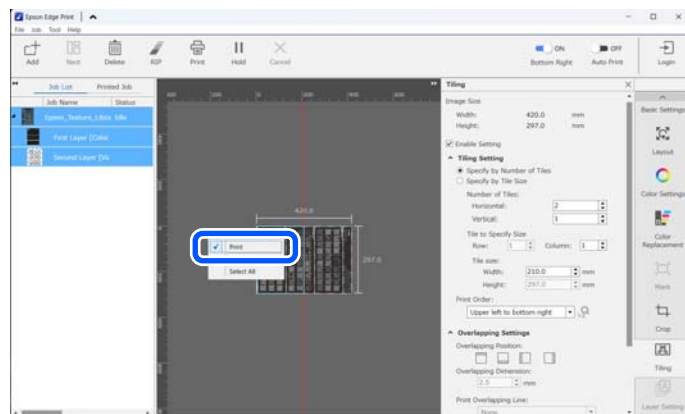 Epson Edge Print
File Job Tool Help
Add Nest Delete RIP Print Hold Cancel
ON OFF
Bottom Right Auto Print Login
Job List Printed Job
Job Name Status
Epson_Texture_
Idle
First Layer (Color
Second Layer (
420.0
297.0
Print
Select All
Tiling
Image Size
Width: 420.0 mm
Height: 297.0 mm
Enable Setting
Tiling Setting
Specify by Number of Tiles
Specify by Tile Size
Number of Tiles:
Horizontal: 2
Vertical: 1
Tile to Specify Size
Row: 1 Column: 1
Tile size:
Width: 210.0 mm
Height: 297.0 mm
Print Order:
Upper left to bottom right
Overlapping Settings
Overlapping Position:
Overlapping Dimension:
2.5 mm
Print Overlapping Line:
None
Basic Settings
Layout
Color Settings
Color
Replacement
Mark
Crop
Tiling
Layer Setting